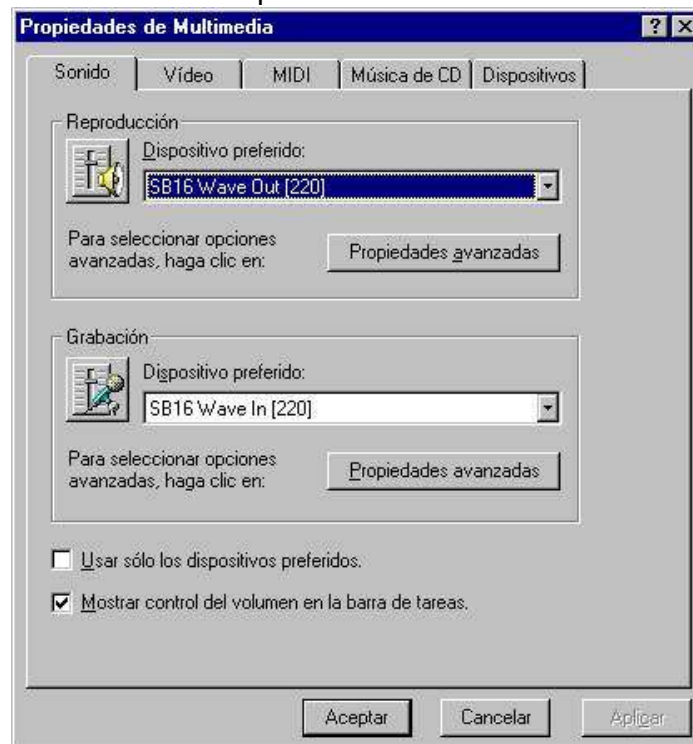 Propiedades de Multimedia
Sonido Vídeo MIDI Música de CD Dispositivos
Reproducción
Dispositivo preferido:
SB16 Wave Out [220]
Para seleccionar opciones
avanzadas, haga clic en:
Propiedades avanzadas
Grabación
Dispositivo preferido:
SB16 Wave In [220]
Para seleccionar opciones
avanzadas, haga clic en:
Propiedades avanzadas
Usar sólo los dispositivos preferidos.
Mostrar control del volumen en la barra de tareas.
Aceptar Cancelar Aplicar